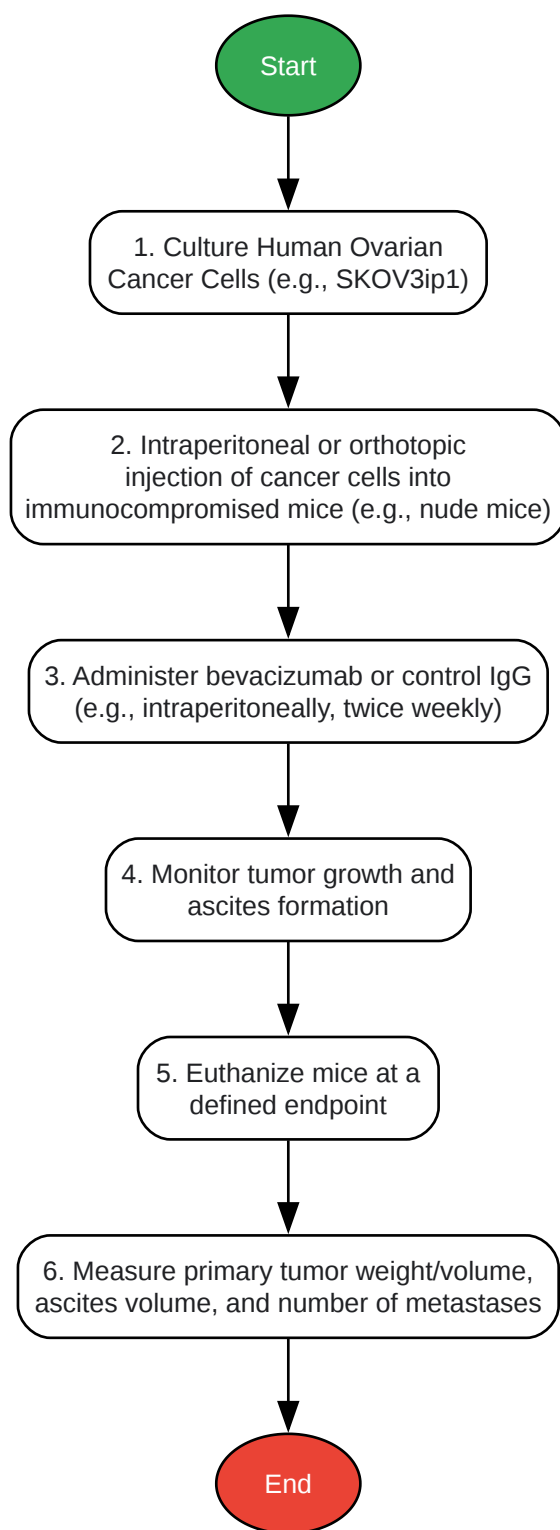 Start
1. Culture Human Ovarian
Cancer Cells (e.g., SKOV3ip1)
2. Intraperitoneal or orthotopic
injection of cancer cells into
immunocompromised mice (e.g., nude mice)
3. Administer bevacizumab or control IgG
(e.g., intraperitoneally, twice weekly)
4. Monitor tumor growth and
ascites formation
5. Euthanize mice at a
defined endpoint
6. Measure primary tumor weight/volume,
ascites volume, and number of metastases
End